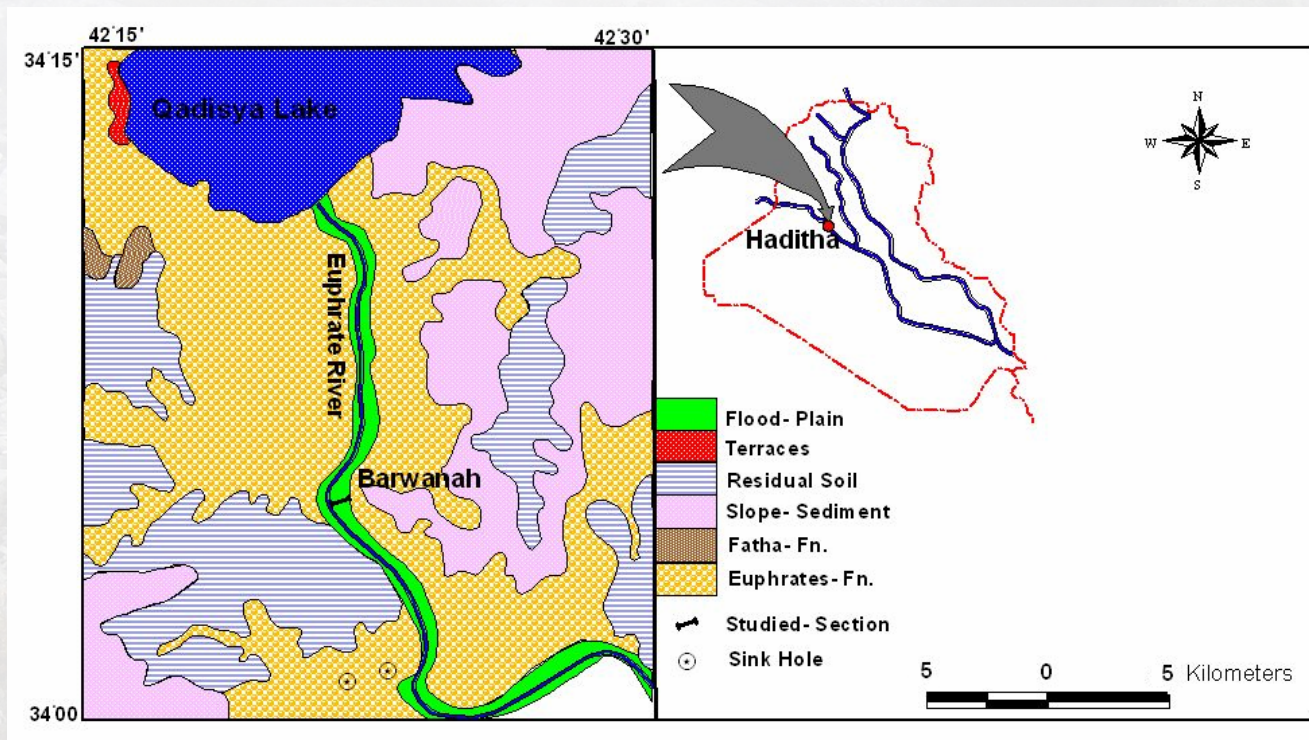 42°15'
42°30'
34°15'
Qadisya Lake
Euphrate River
Barwanah
34°00
N
W
E
S
Haditha
Flood- Plain
Terraces
Residual Soil
Slope- Sediment
Fatha- Fn.
Euphrates- Fn.
Studied- Section
Sink Hole
5 0 5 Kilometers